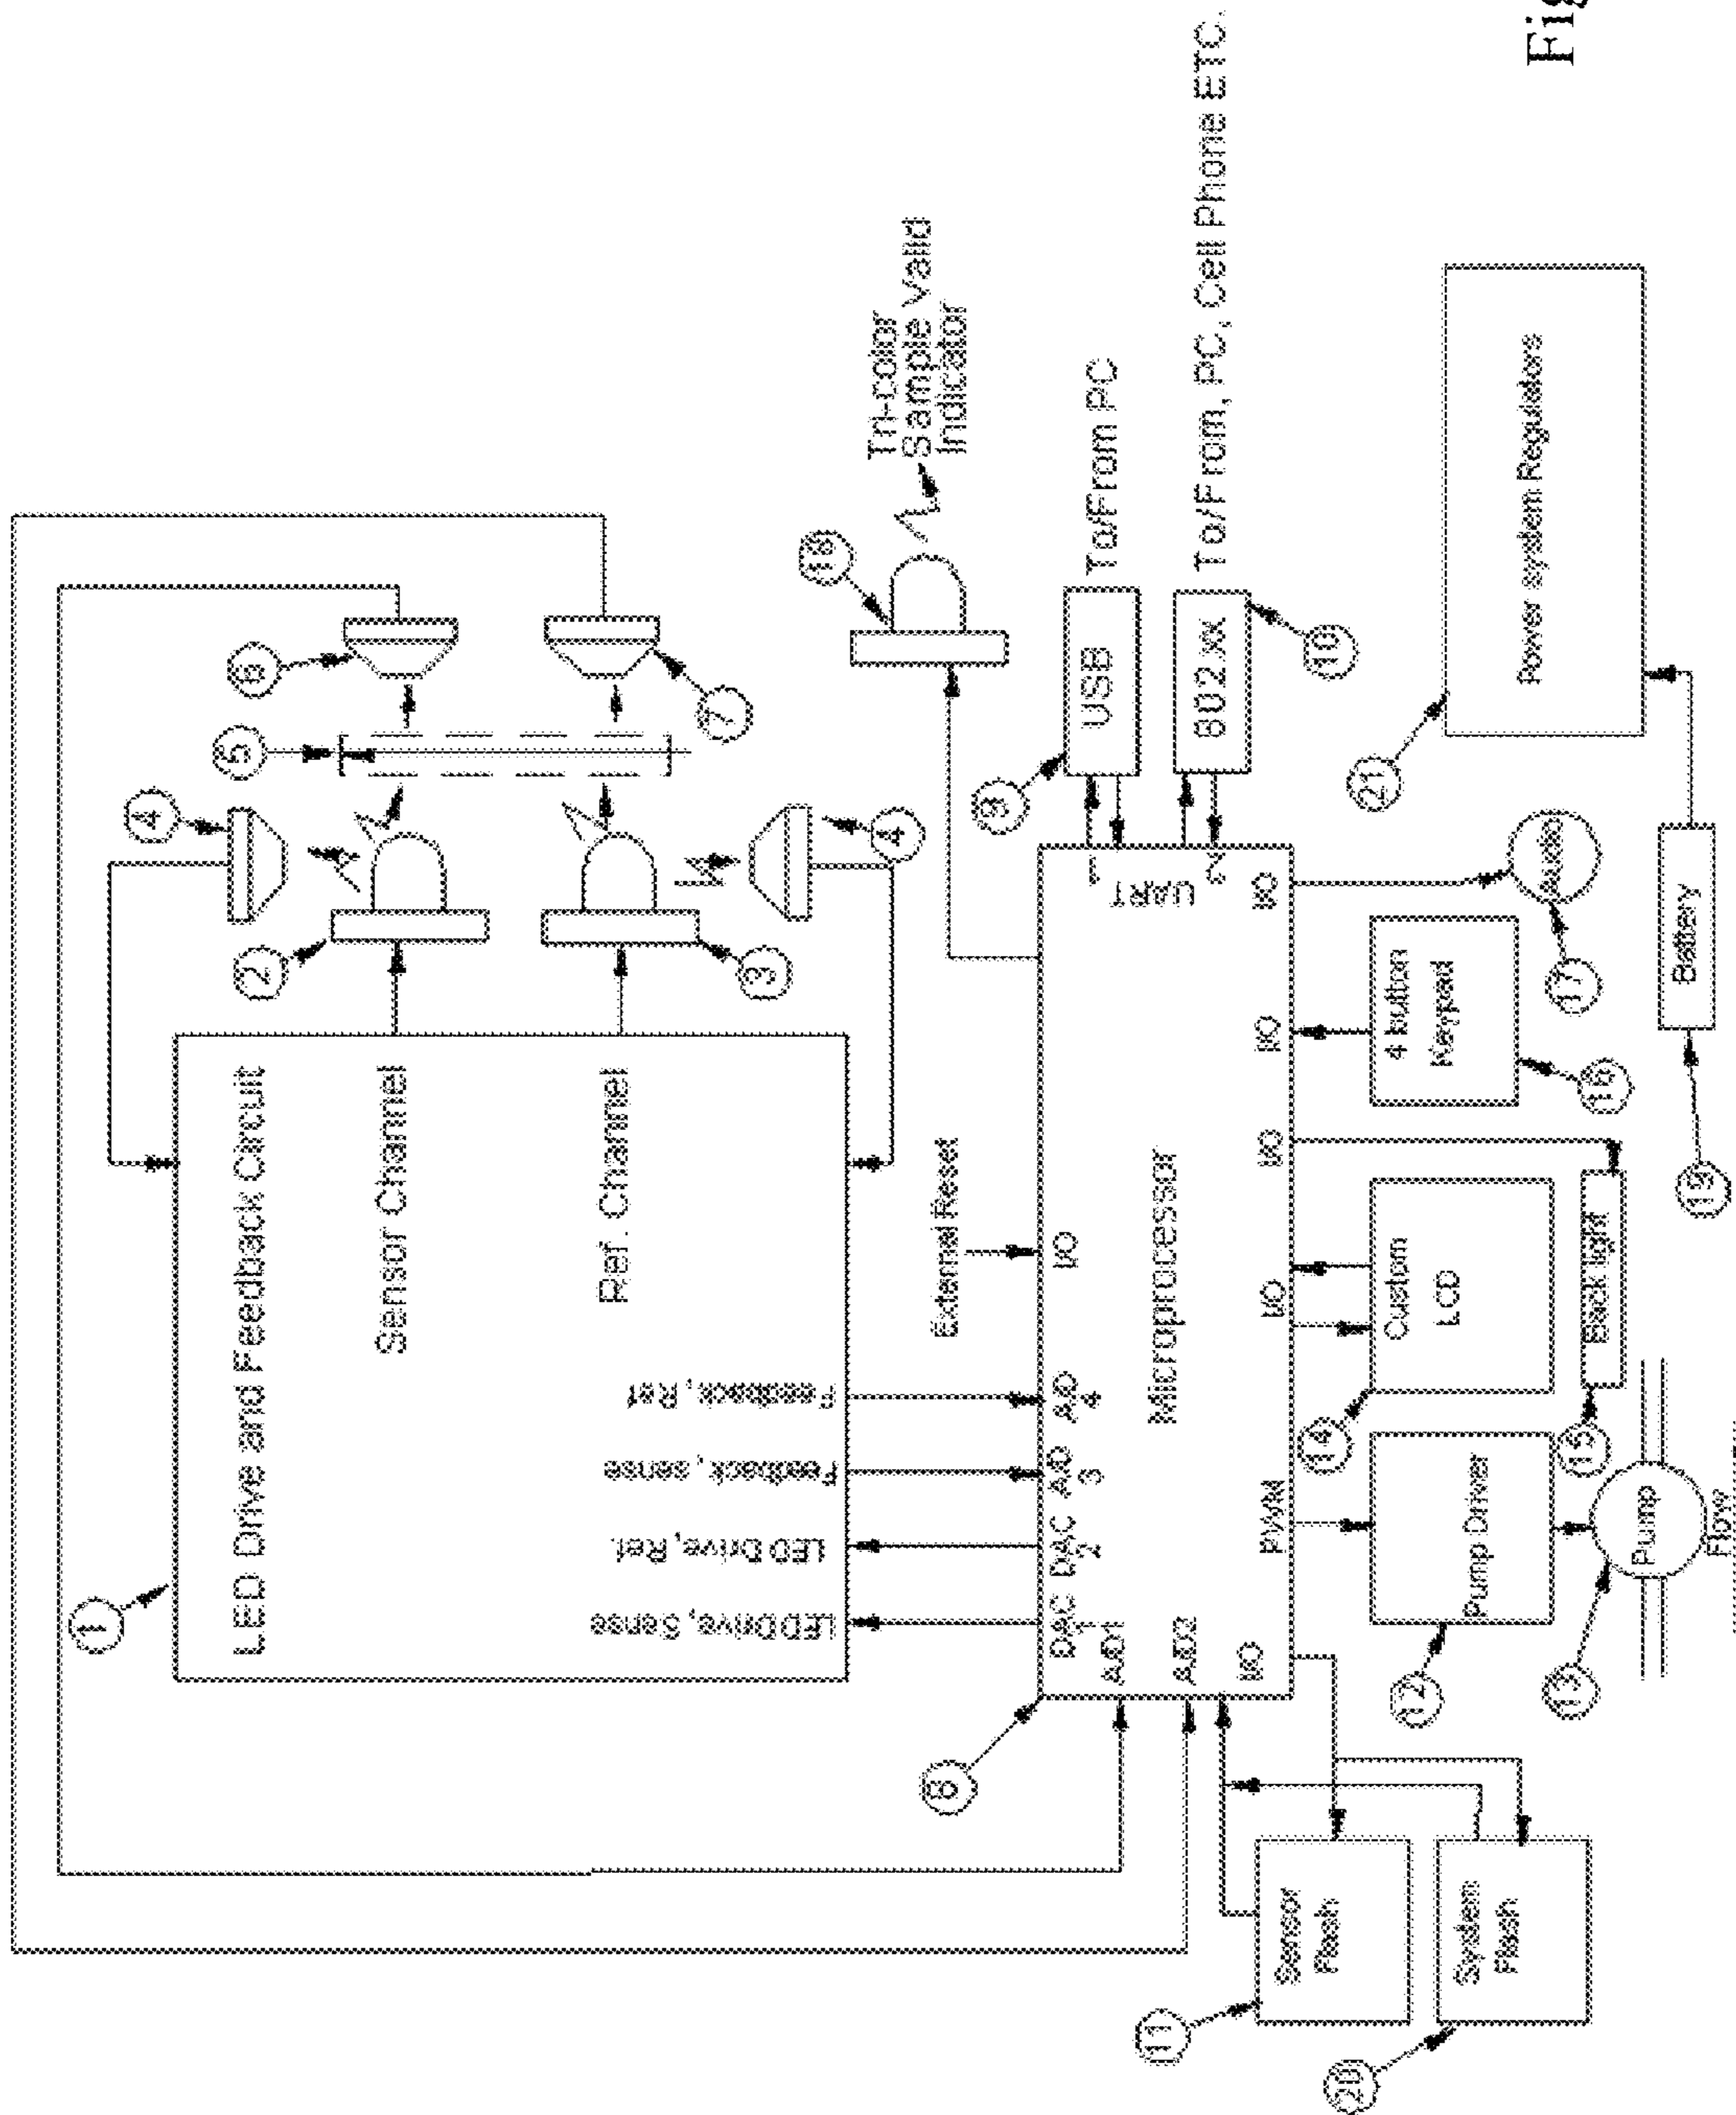 1
LED Drive and Feedback Circuit
Sensor Channel
Ref. Channel
LED Drive, Sense
LED Drive, Ref.
Feedback, sense
Feedback, Ref
2
3
4
4
5
6
7
External Reset
8
DAC
1
DAC
2
A/D
3
A/D
4
I/O
A/D1
A/D2
I/O
Microprocessor
UART
1
2
PWM
I/O
I/O
I/O
I/O
18
Tri-color
Sample Valid
Indicator
9
USB
To/From PC
802.xx
To/From, PC, Cell Phone ETC.
10
11
Sensor
Flash
20
System
Flash
12
Pump Driver
13
Pump
Flow
14
Custom
LCD
15
Back light
16
4 button
Keypad
17
Audio
19
Battery
21
Power system Regulators